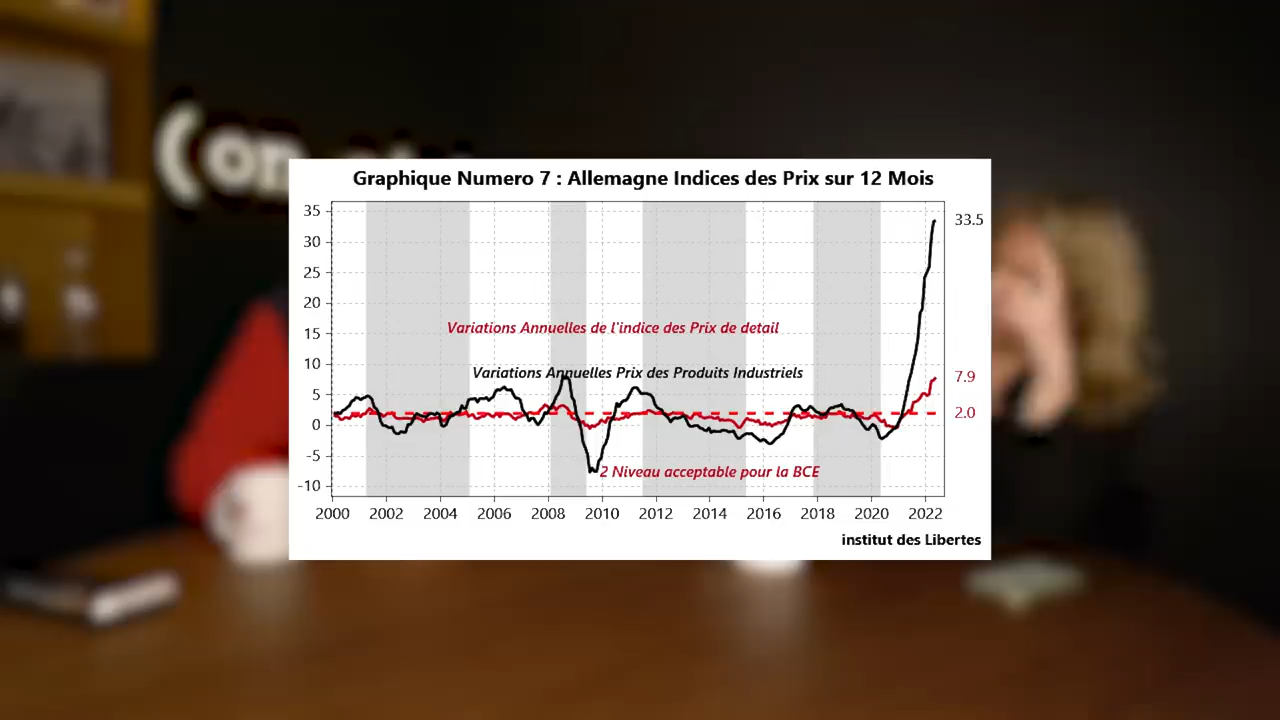 Graphique Numero 7 : Allemagne Indices des Prix sur 12 Mois
35
30
25
20
15
10
5
0
-5
-10
33.5
7.9
2.0
Variations Annuelles de l'indice des Prix de detail
Variations Annuelles Prix des Produits Industriels
2 Niveau acceptable pour la BCE
2000 2002 2004 2006 2008 2010 2012 2014 2016 2018 2020 2022
institut des Libertes